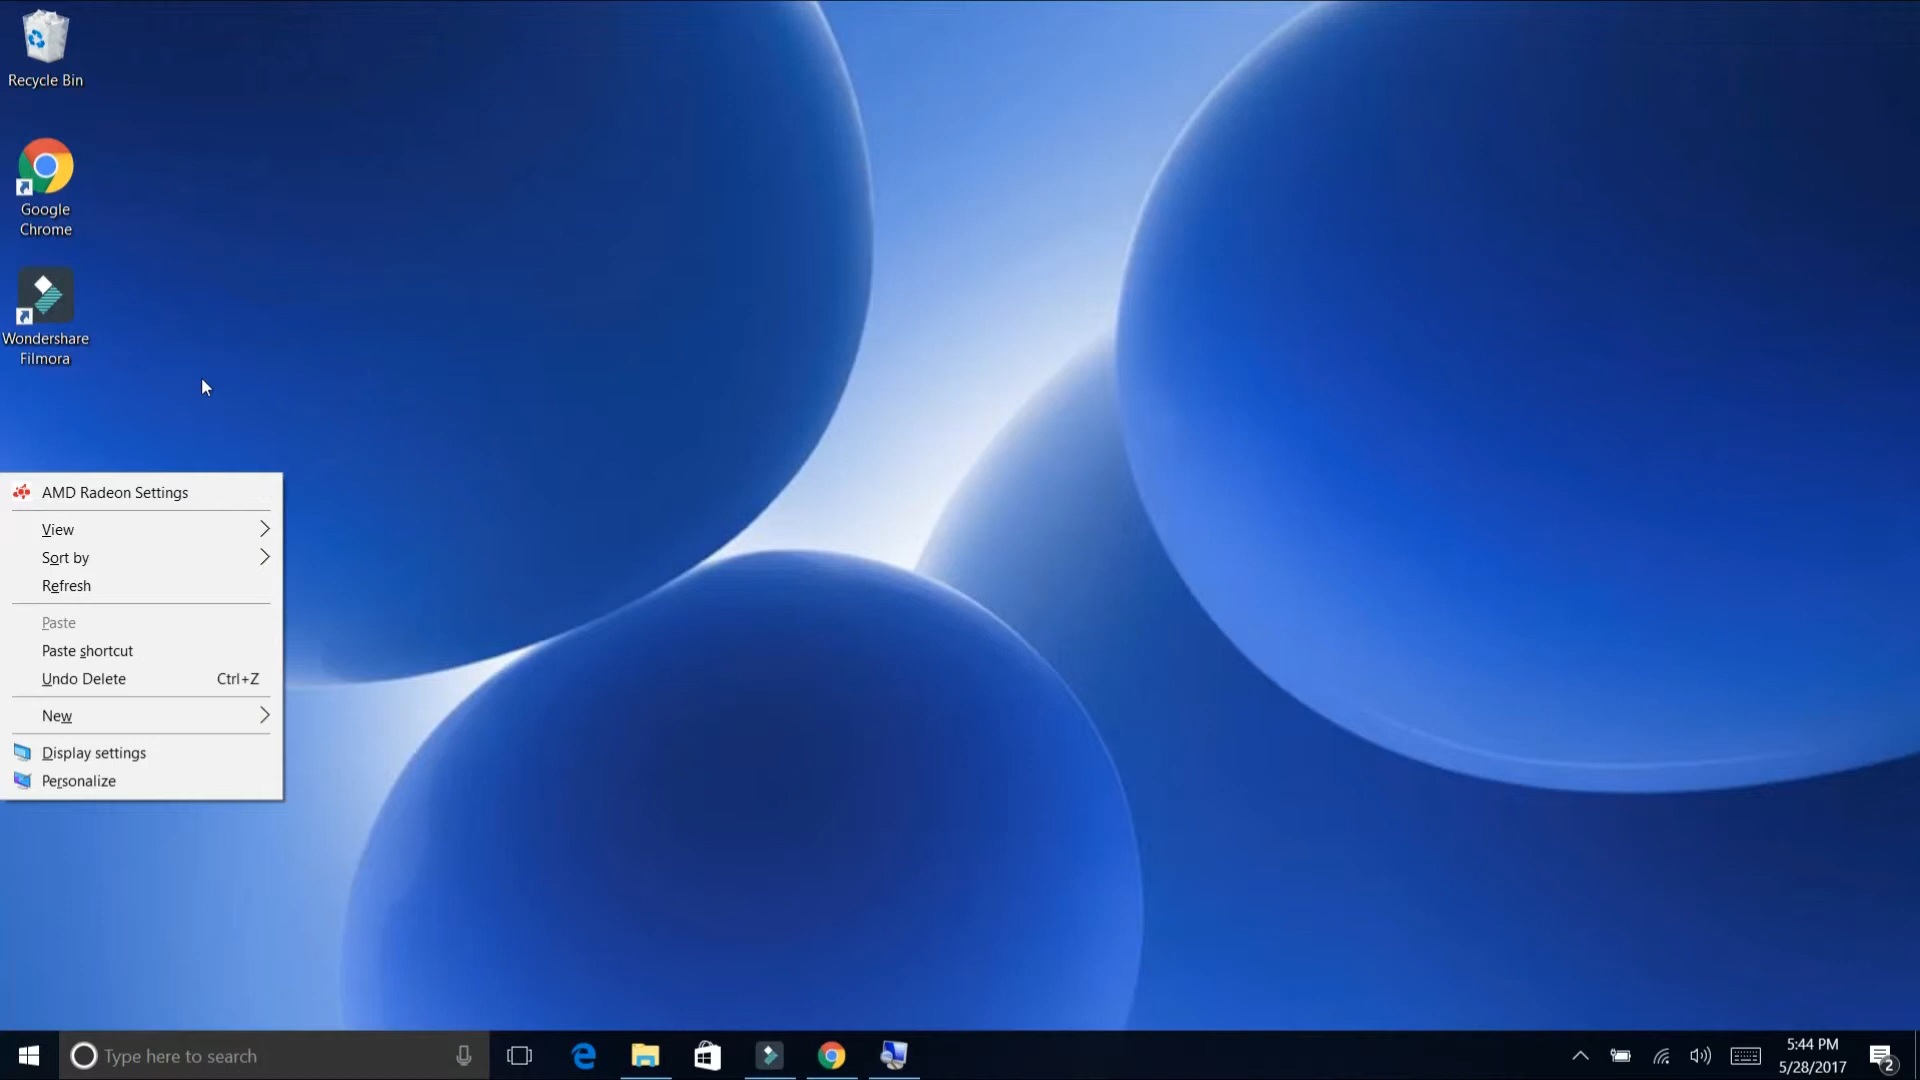 Recycle Bin
Google
Chrome
Wondershare
Filmora
AMD Radeon Settings
View
Sort by
Refresh
Paste
Paste shortcut
Undo Delete Ctrl+Z
New
Display settings
Personalize
Type here to search
5:44 PM
5/28/2017
2